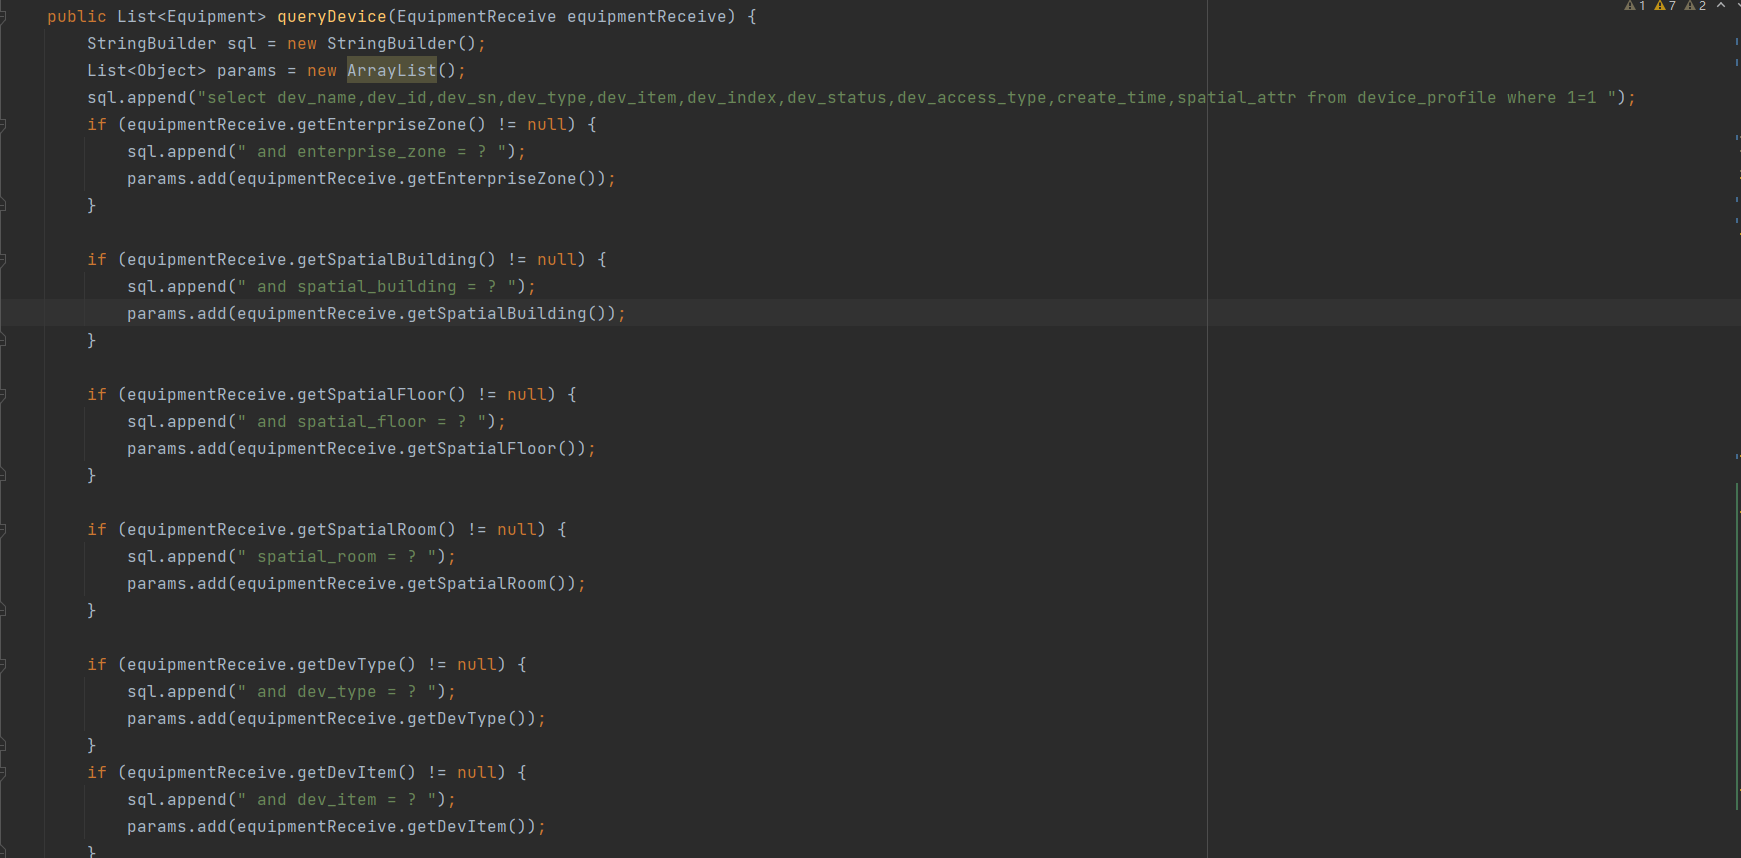 1 7 2
public List<Equipment> queryDevice(EquipmentReceive equipmentReceive) {
StringBuilder sql = new StringBuilder();
List<Object> params = new ArrayList();
sql.append("select dev_name,dev_id,dev_sn,dev_type,dev_item,dev_index,dev_status,dev_access_type,create_time,spatial_attr from device_profile where 1=1 ");
if (equipmentReceive.getEnterpriseZone() != null) {
sql.append(" and enterprise_zone = ? ");
params.add(equipmentReceive.getEnterpriseZone());
}
if (equipmentReceive.getSpatialBuilding() != null) {
sql.append(" and spatial_building = ? ");
params.add(equipmentReceive.getSpatialBuilding());
}
if (equipmentReceive.getSpatialFloor() != null) {
sql.append(" and spatial_floor = ? ");
params.add(equipmentReceive.getSpatialFloor());
}
if (equipmentReceive.getSpatialRoom() != null) {
sql.append(" spatial_room = ? ");
params.add(equipmentReceive.getSpatialRoom());
}
if (equipmentReceive.getDevType() != null) {
sql.append(" and dev_type = ? ");
params.add(equipmentReceive.getDevType());
}
if (equipmentReceive.getDevItem() != null) {
sql.append(" and dev_item = ? ");
params.add(equipmentReceive.getDevItem());
}